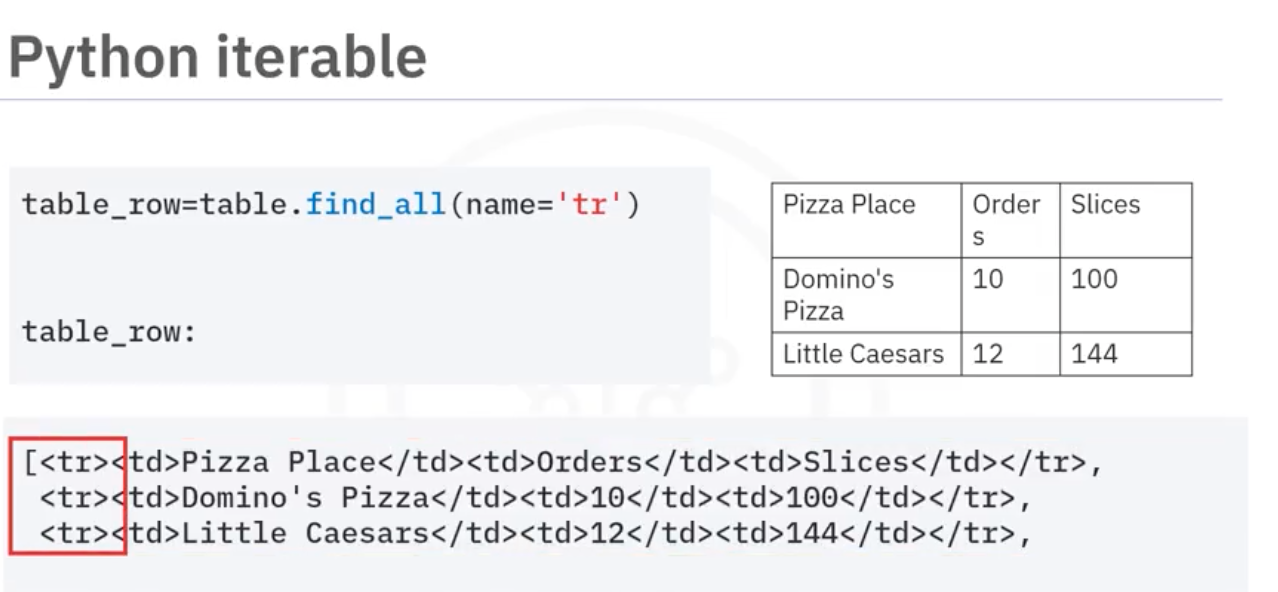 Python iterable
table_row=table.find_all(name='tr')
table_row:
Pizza Place Order Slices
s
Domino's 10 100
Pizza
Little Caesars 12 144
[<tr><td>Pizza Place</td><td>Orders</td><td>Slices</td></tr>,
<tr><td>Domino's Pizza</td><td>10</td><td>100</td></tr>,
<tr><td>Little Caesars</td><td>12</td><td>144</td></tr>,